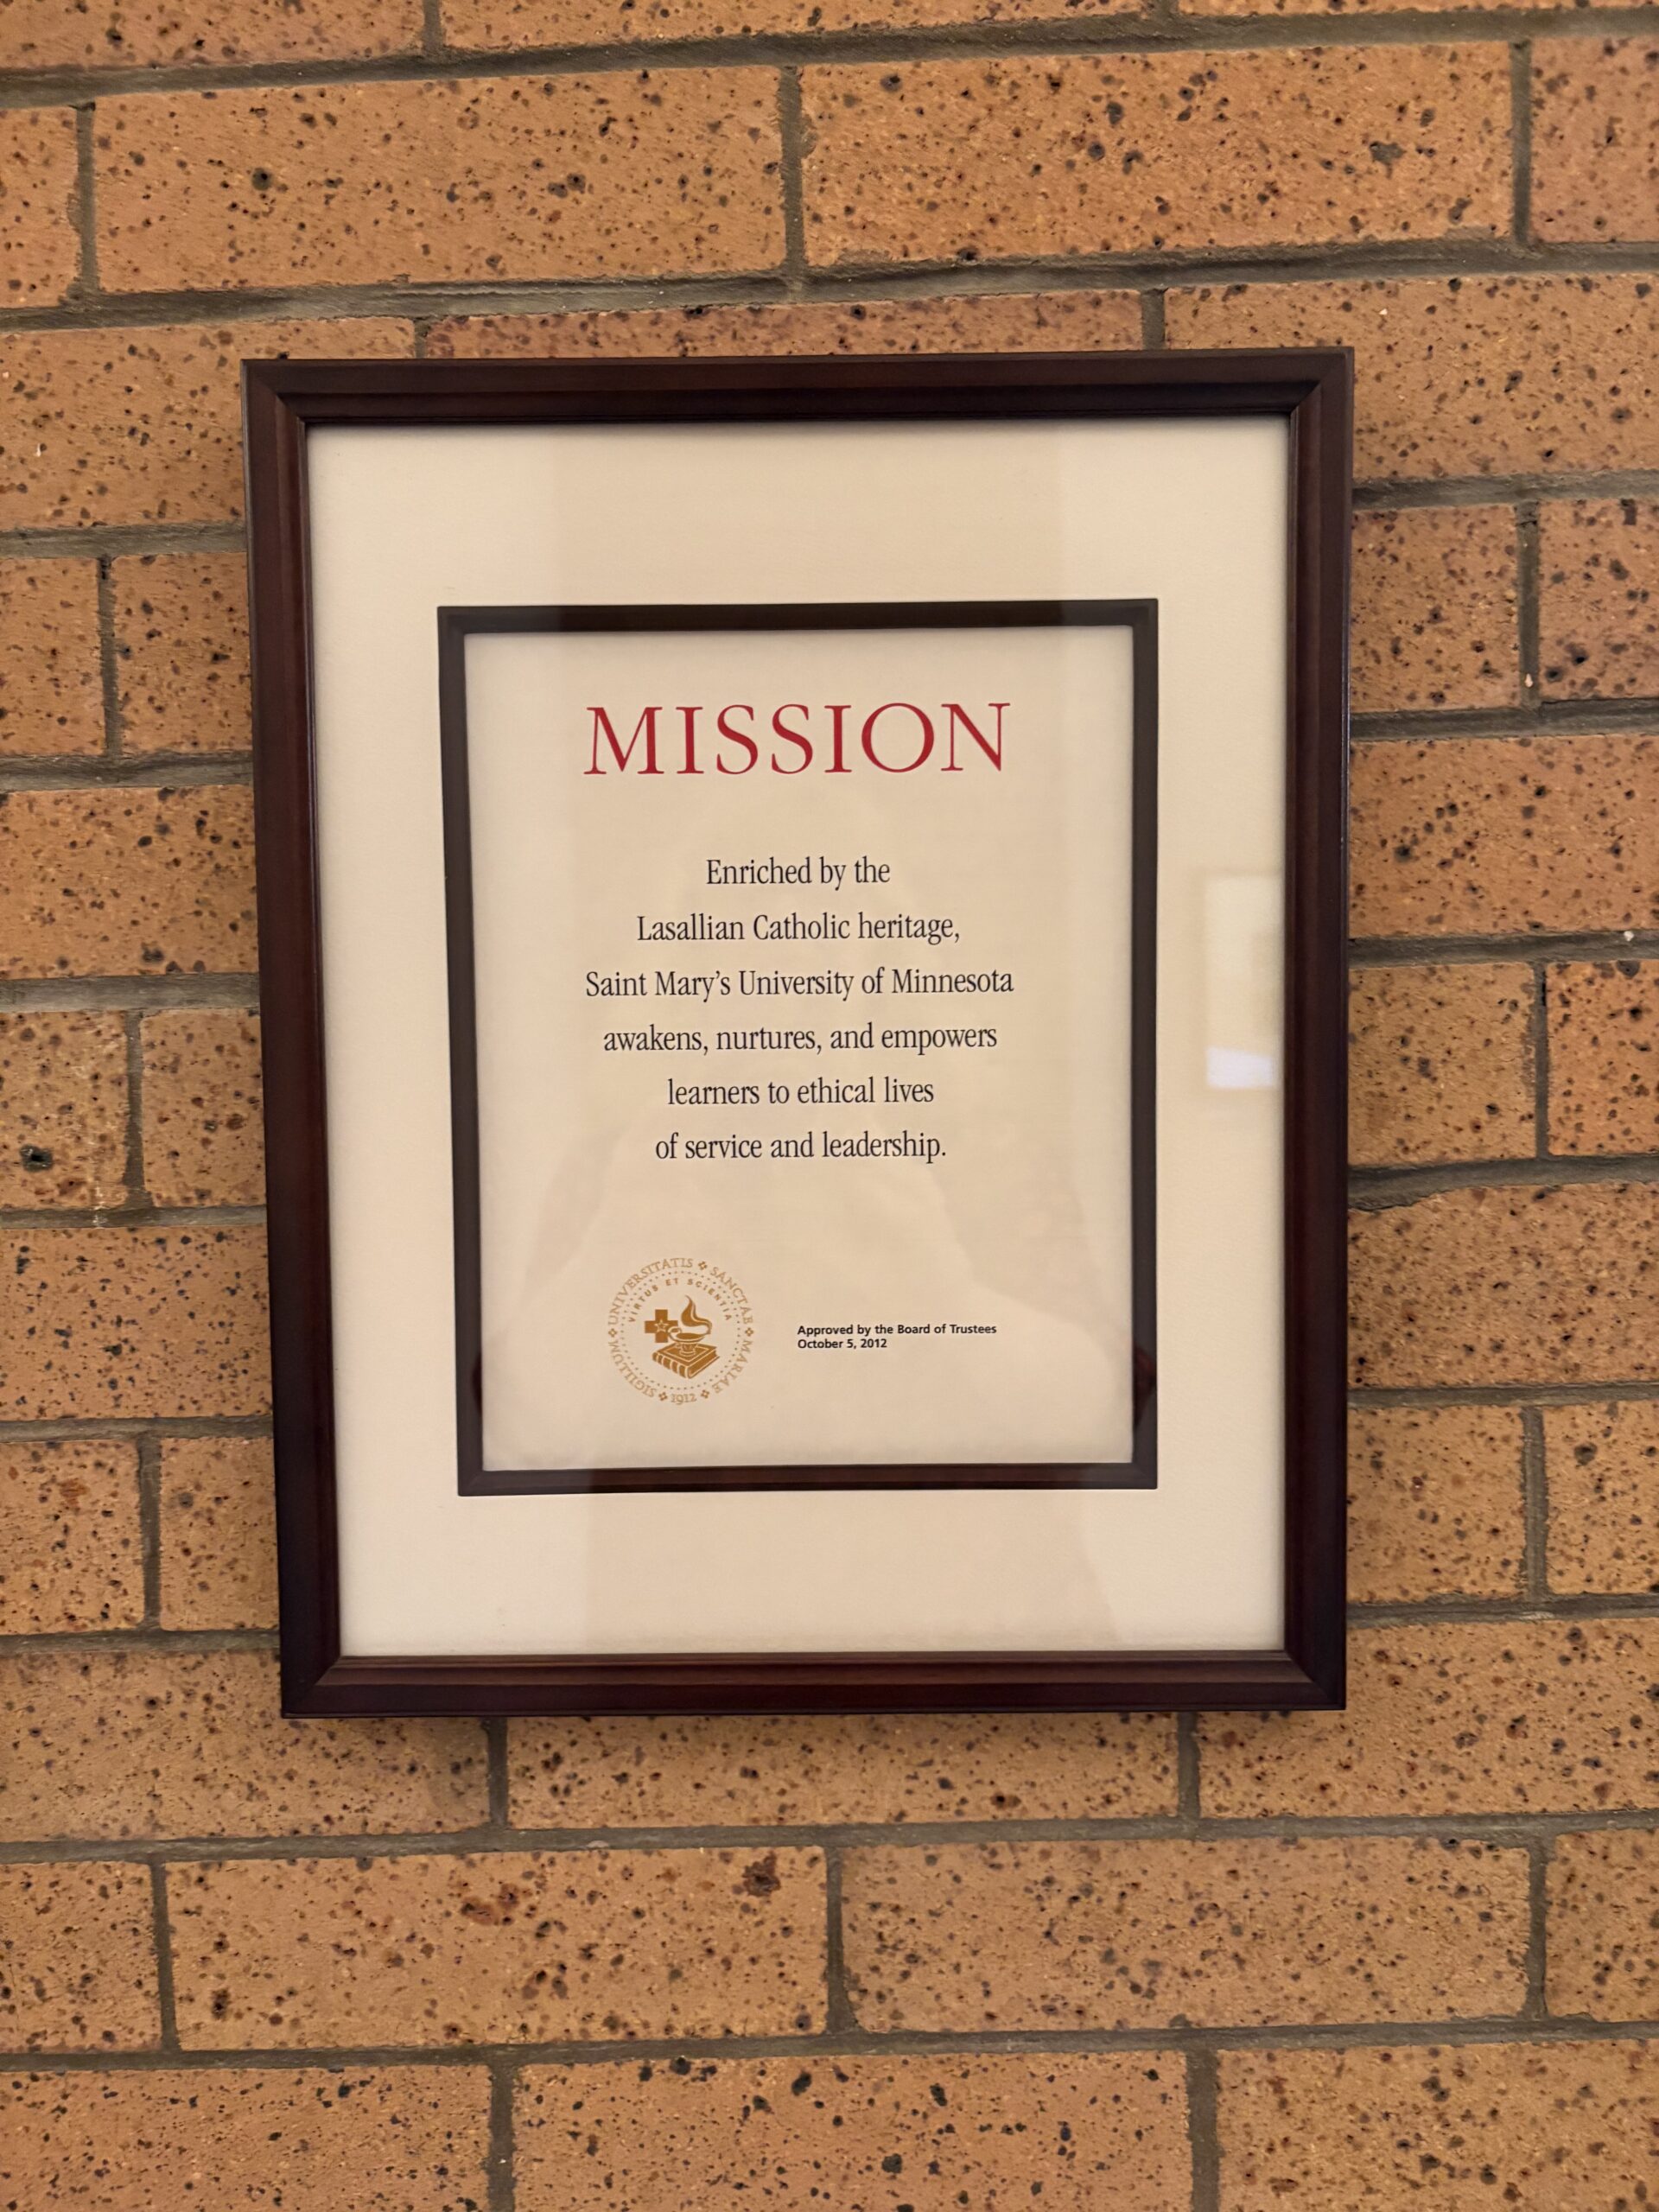 MISSION
Enriched by the
Lasallian Catholic heritage,
Saint Mary's University of Minnesota
awakens, nurtures, and empowers
learners to ethical lives
of service and leadership.
SIGILLUM UNIVERSITATIS SANCTAE MARIAE
VIRTUS ET SCIENTIA
1912
Approved by the Board of Trustees
October 5, 2012